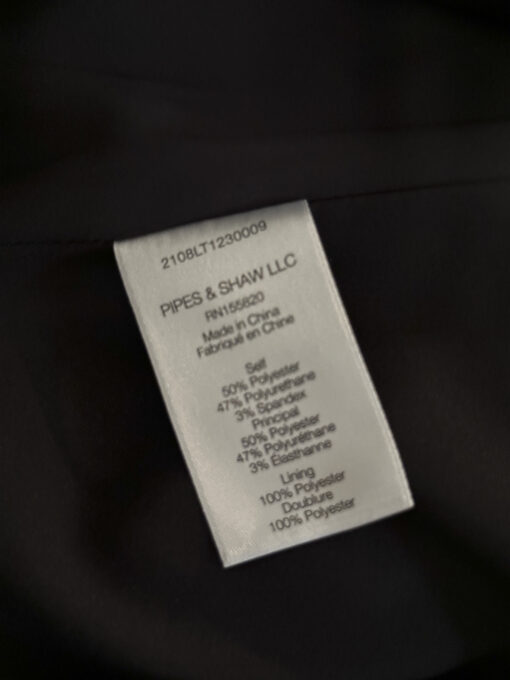 2108LT1230009
PIPES & SHAW LLC
RN155820
Made in China
Fabriqué en Chine
Self
50% Polyester
47% Polyurethane
3% Spandex
Principal
50% Polyester
47% Polyuréthane
3% Élasthanne
Lining
100% Polyester
Doublure
100% Polyester